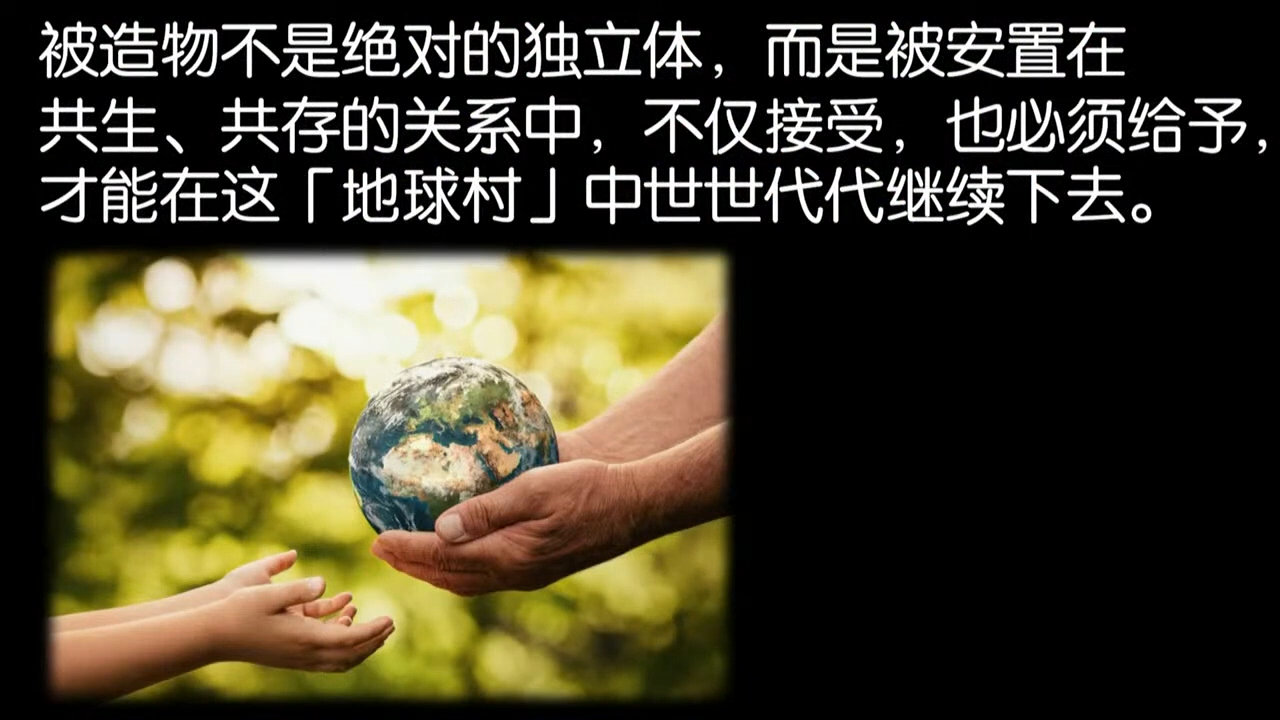 被造物不是绝对的独立体，而是被安置在
共生、共存的关系中，不仅接受，也必须给予，
才能在这「地球村」中世世代代继续下去。